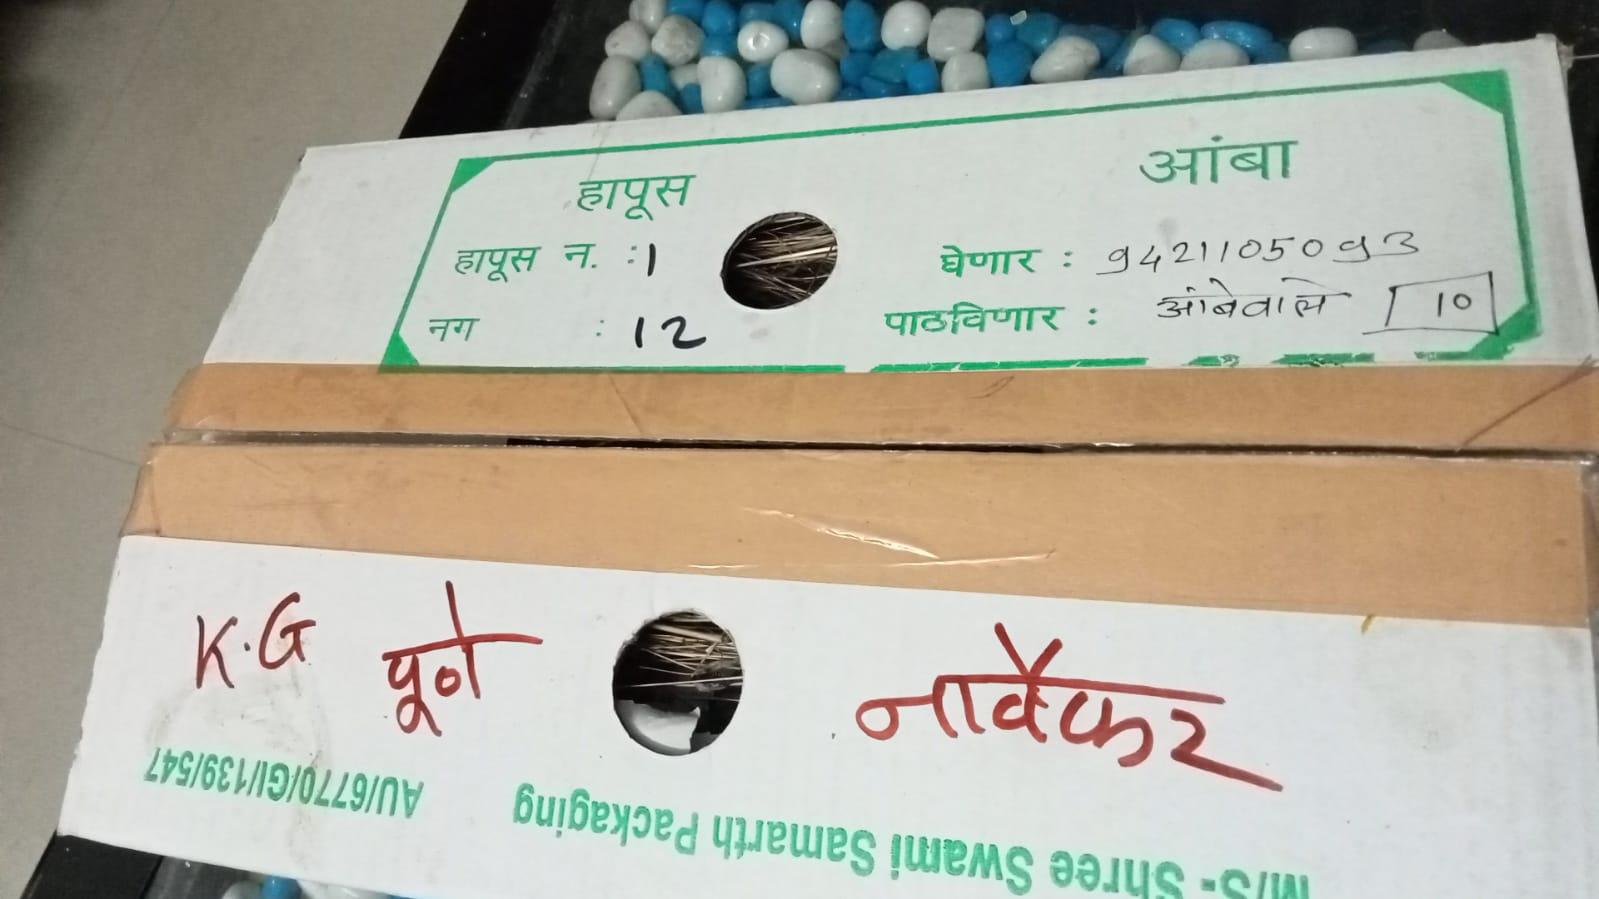 हापूस आंबा
हापूस न. : 1 घेणार : 9421105093
नग : 12 पाठविणार : आंबेवाले 10
K.G पूणे नार्वेकर
AU/6770/GI/139/547
M/S- Shree Swami Samarth Packaging